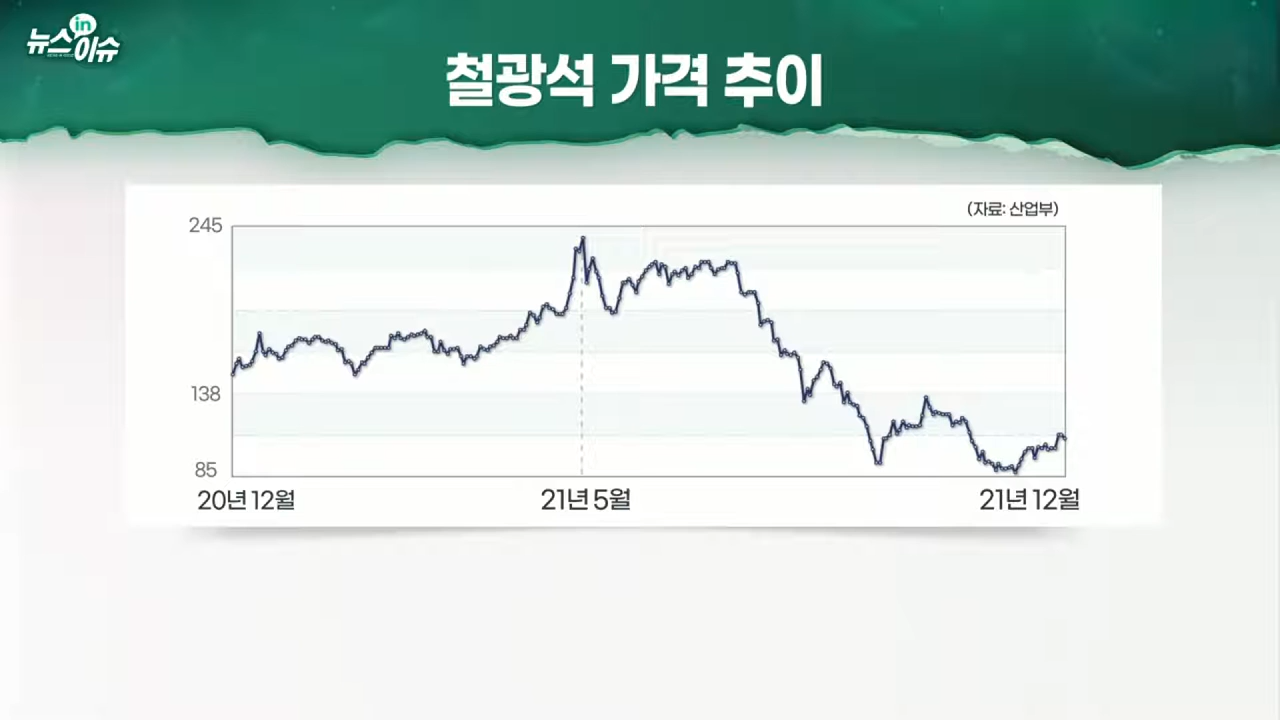 뉴스in이슈
철광석 가격 추이
(자료: 산업부)
245
138
85
20년 12월
21년 5월
21년 12월